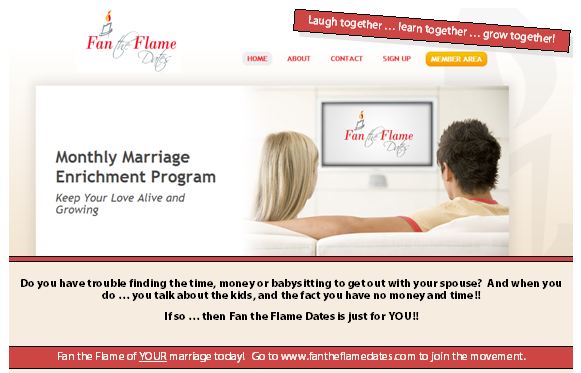 Fan the Flame
Dates
Laugh together ... learn together ... grow together!
HOME ABOUT CONTACT SIGN UP MEMBER AREA
Monthly Marriage
Enrichment Program
Keep Your Love Alive and
Growing
Fan the Flame
Dates
Do you have trouble finding the time, money or babysitting to get out with your spouse? And when you
do ... you talk about the kids, and the fact you have no money and time!!
If so ... then Fan the Flame Dates is just for YOU!!
Fan the Flame of YOUR marriage today! Go to www.fantheflamedates.com to join the movement.